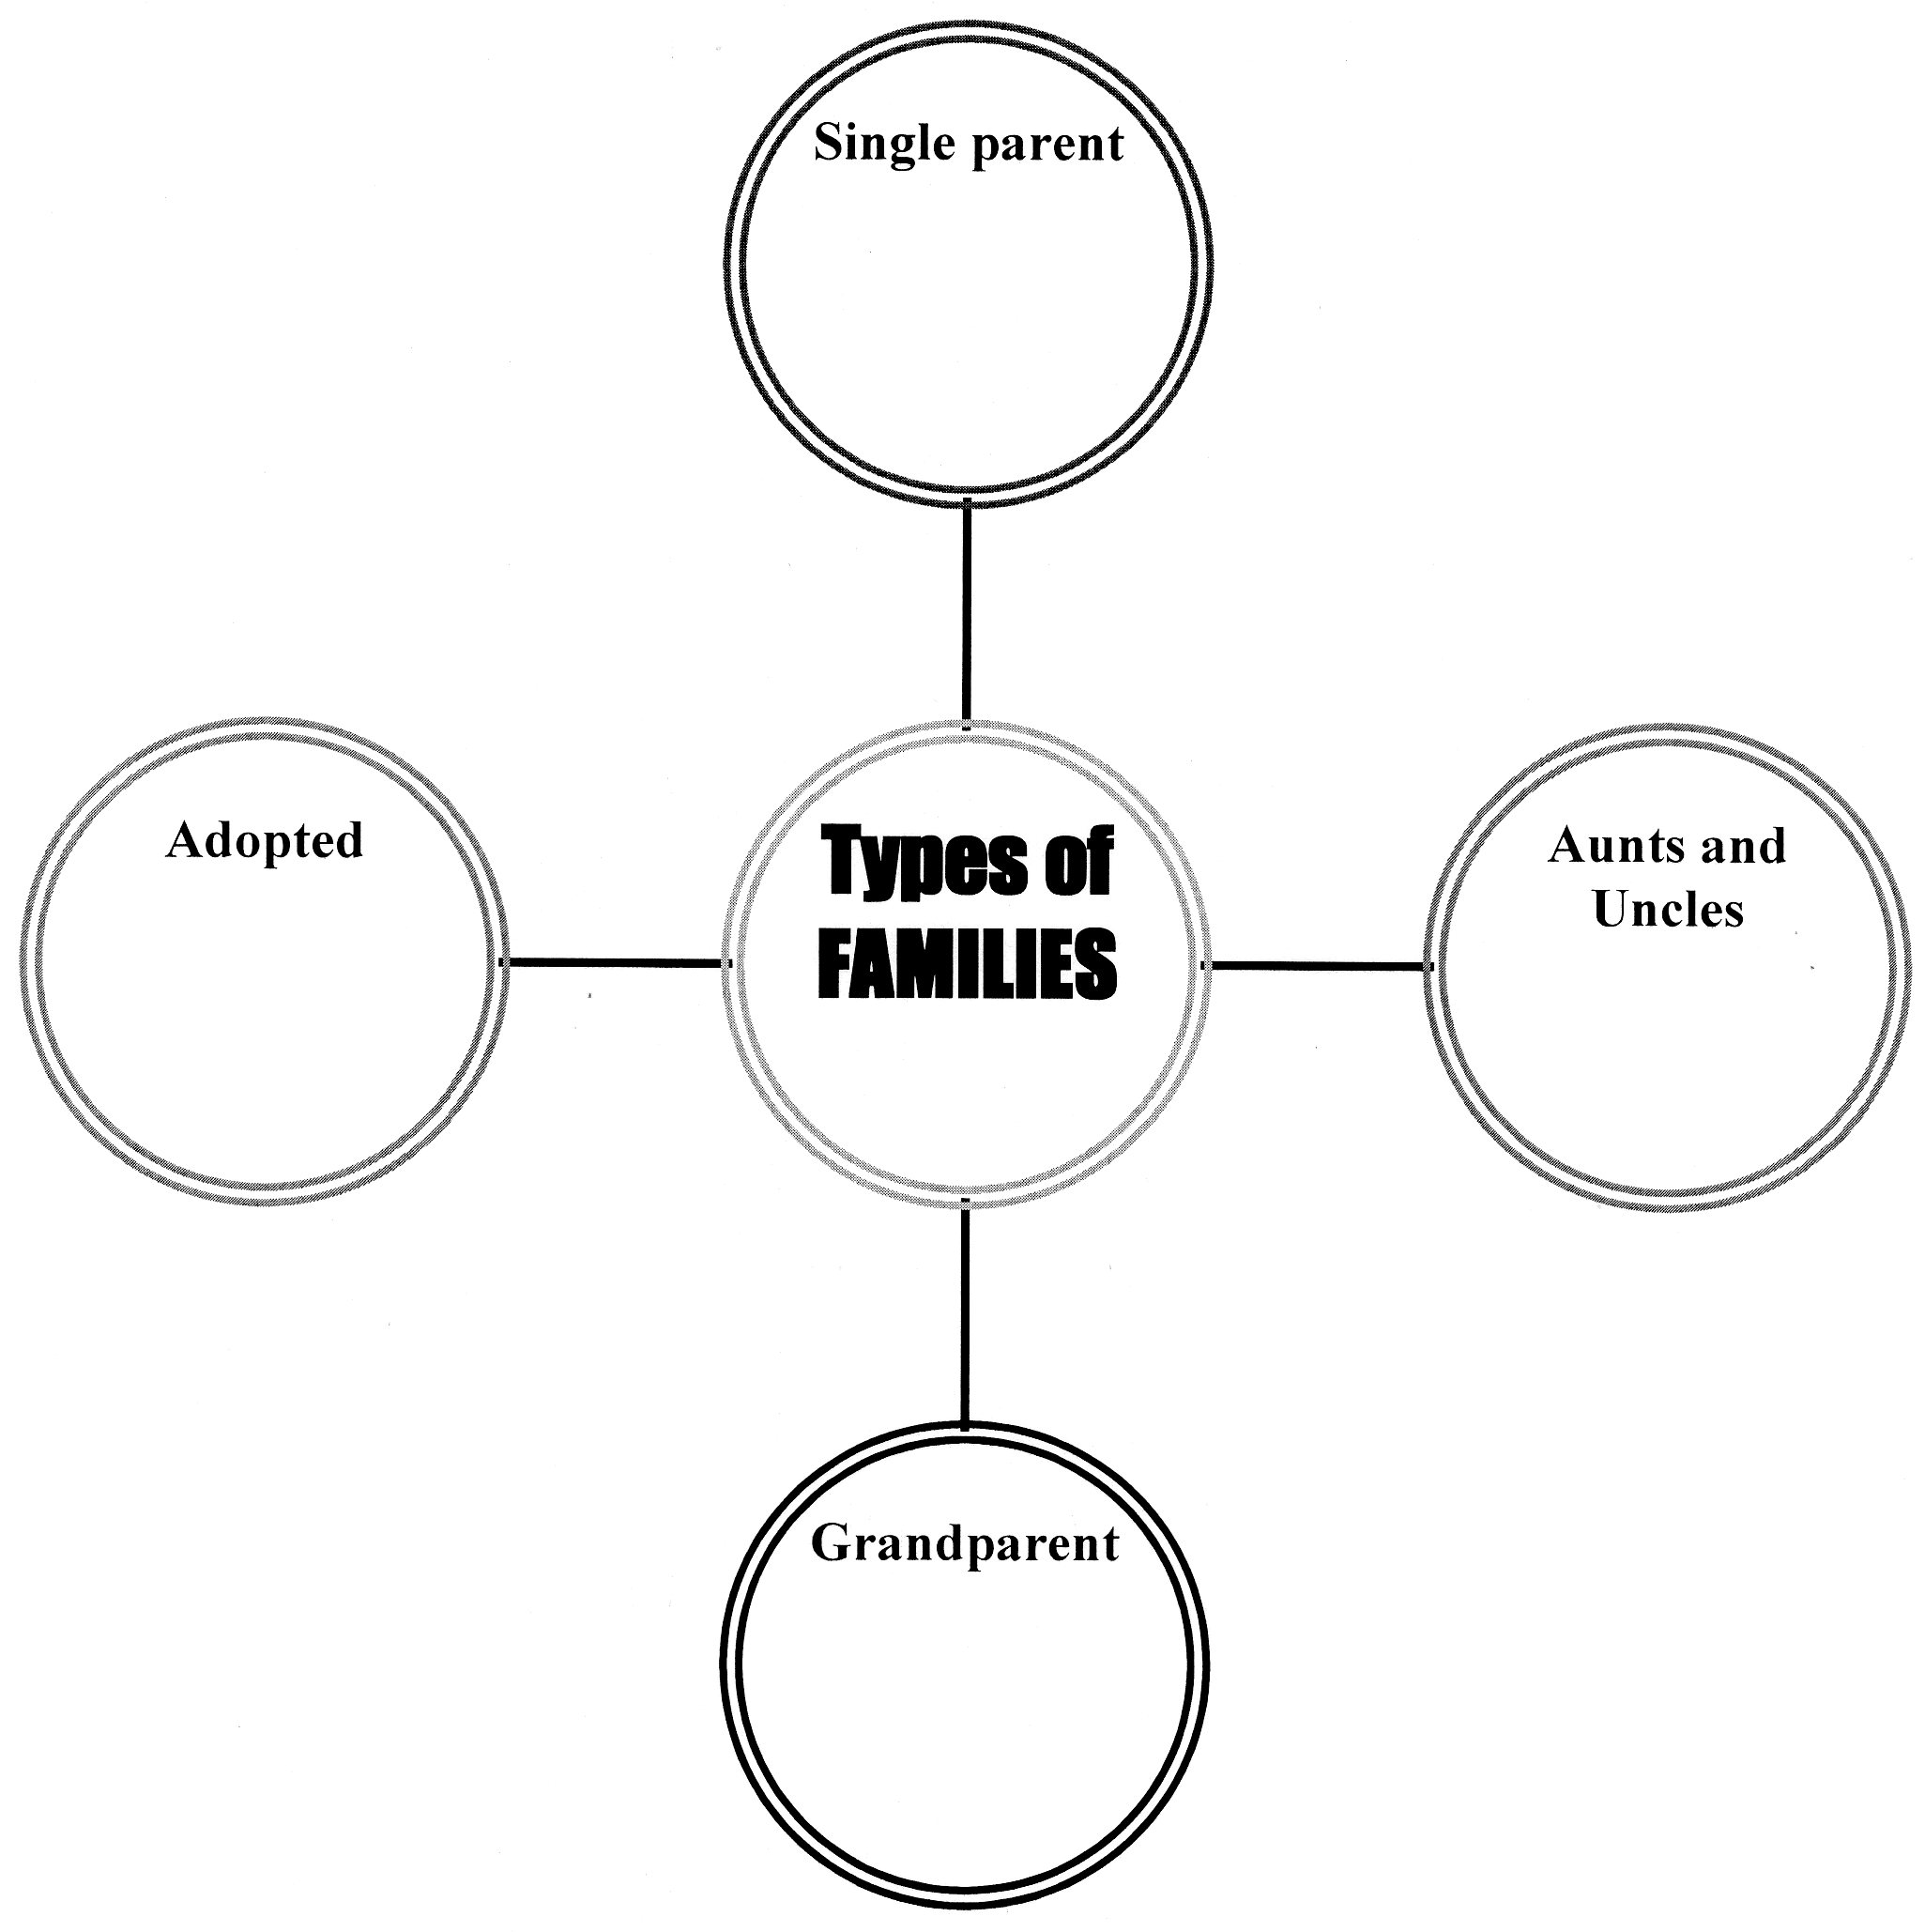 Single parent
Adopted
Types of
FAMILIES
Aunts and
Uncles
Grandparent